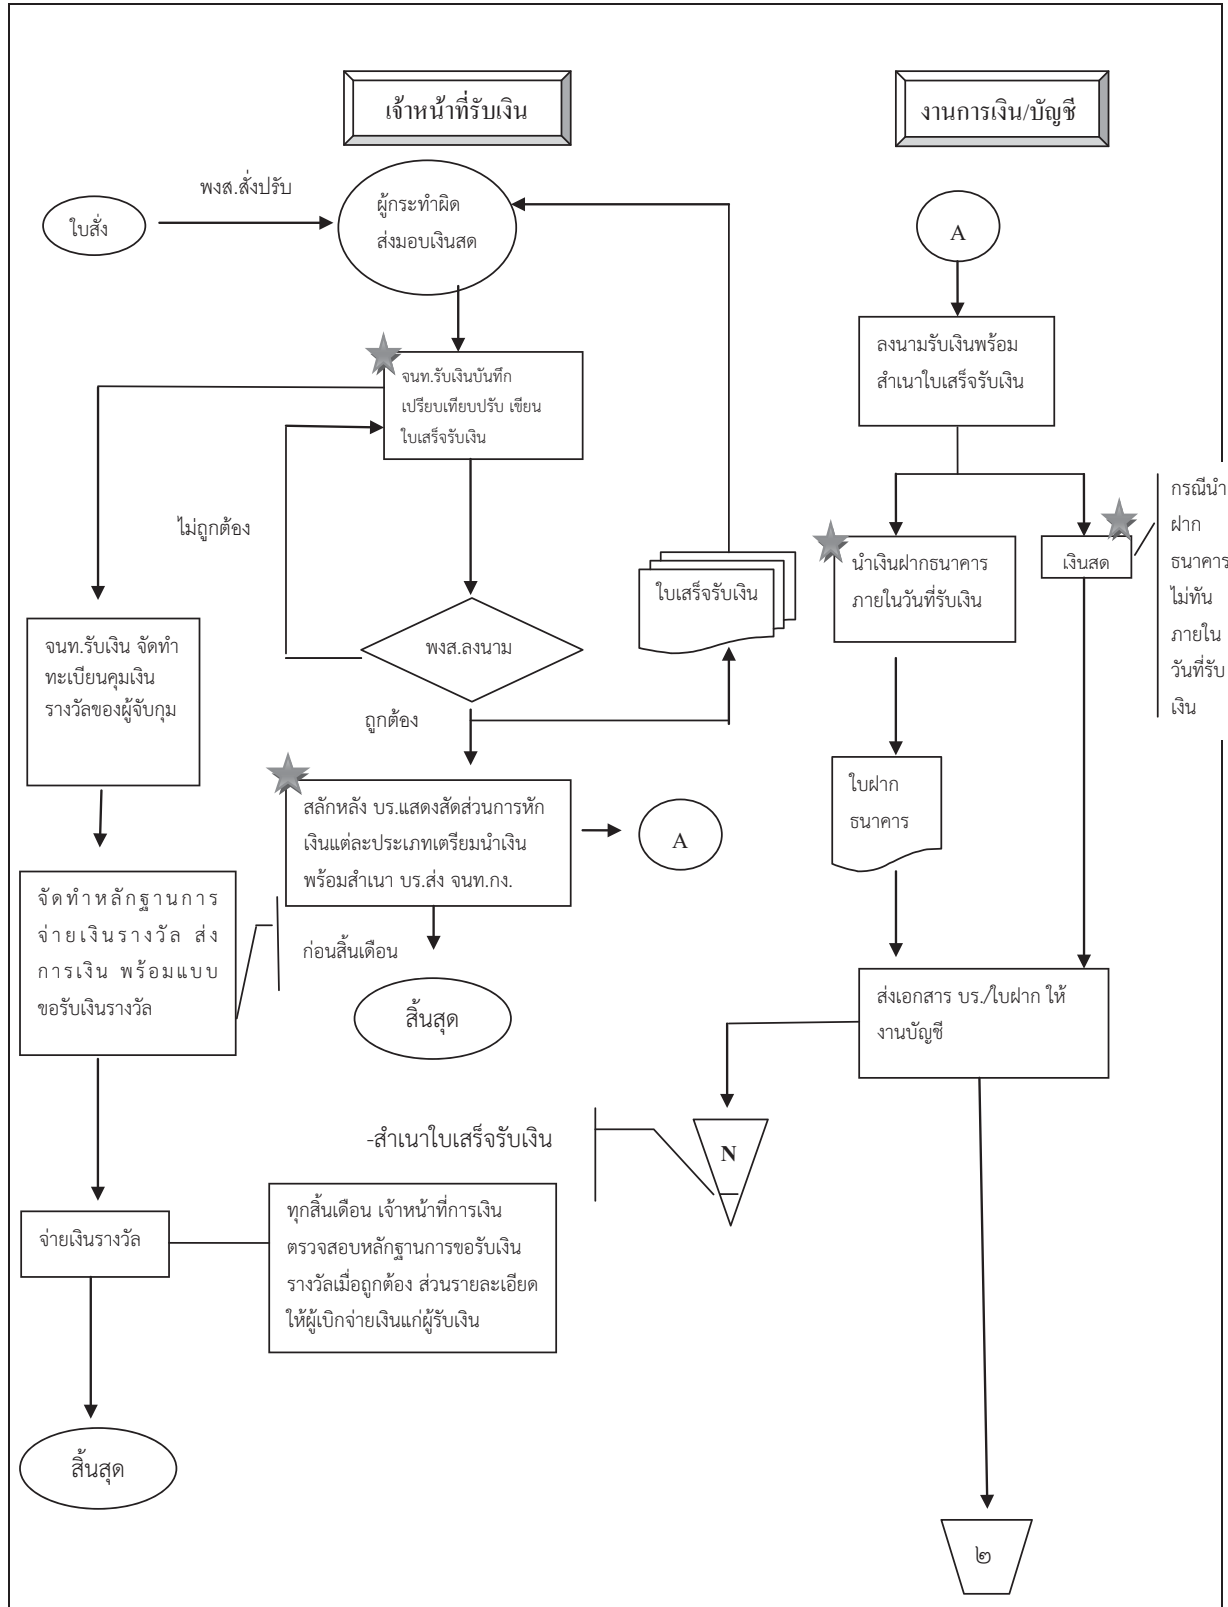 เจ้าหน้าที่รับเงิน
งานการเงิน/บัญชี
พงส.สั่งปรับ
ใบสั่ง
ผู้กระทำผิด
ส่งมอบเงินสด
A
ลงนามรับเงินพร้อม
สำเนาใบเสร็จรับเงิน
จนท.รับเงินบันทึก
เปรียบเทียบปรับ เขียน
ใบเสร็จรับเงิน
ไม่ถูกต้อง
พงส.ลงนาม
ถูกต้อง
ใบเสร็จรับเงิน
นำเงินฝากธนาคาร
ภายในวันที่รับเงิน
เงินสด
กรณีนำ
ฝาก
ธนาคาร
ไม่ทัน
ภายใน
วันที่รับ
เงิน
จนท.รับเงิน จัดทำ
ทะเบียนคุมเงิน
รางวัลของผู้จับกุม
สลักหลัง บร.แสดงสัดส่วนการหัก
เงินแต่ละประเภทเตรียมนำเงิน
พร้อมสำเนา บร.ส่ง จนท.กง.
A
ใบฝาก
ธนาคาร
จัดทำหลักฐานการ
จ่ายเงินรางวัล ส่ง
การเงิน พร้อมแบบ
ขอรับเงินรางวัล
ก่อนสิ้นเดือน
สิ้นสุด
ส่งเอกสาร บร./ใบฝาก ให้
งานบัญชี
-สำเนาใบเสร็จรับเงิน
N
จ่ายเงินรางวัล
ทุกสิ้นเดือน เจ้าหน้าที่การเงิน
ตรวจสอบหลักฐานการขอรับเงิน
รางวัลเมื่อถูกต้อง ส่วนรายละเอียด
ให้ผู้เบิกจ่ายเงินแก่ผู้รับเงิน
สิ้นสุด
๒